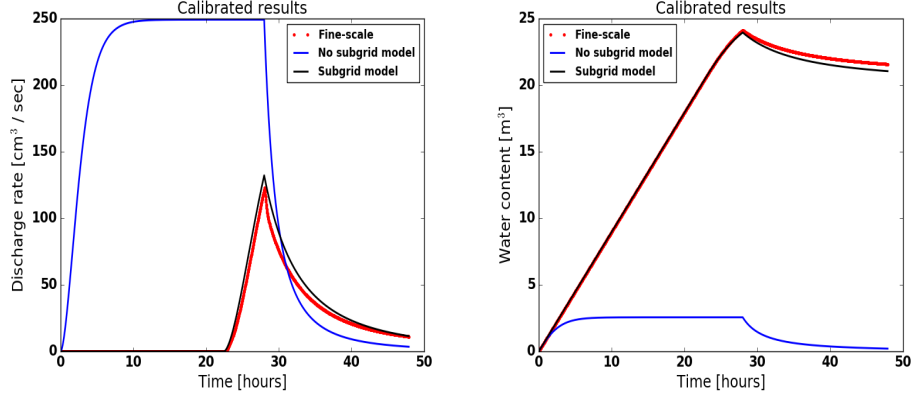 Calibrated results
250
200
150
100
50
0
Discharge rate [cm³ / sec]
Fine-scale
No subgrid model
Subgrid model
0 10 20 30 40 50
Time [hours]
Calibrated results
25
20
15
10
5
0
Water content [m³]
Fine-scale
No subgrid model
Subgrid model
0 10 20 30 40 50
Time [hours]